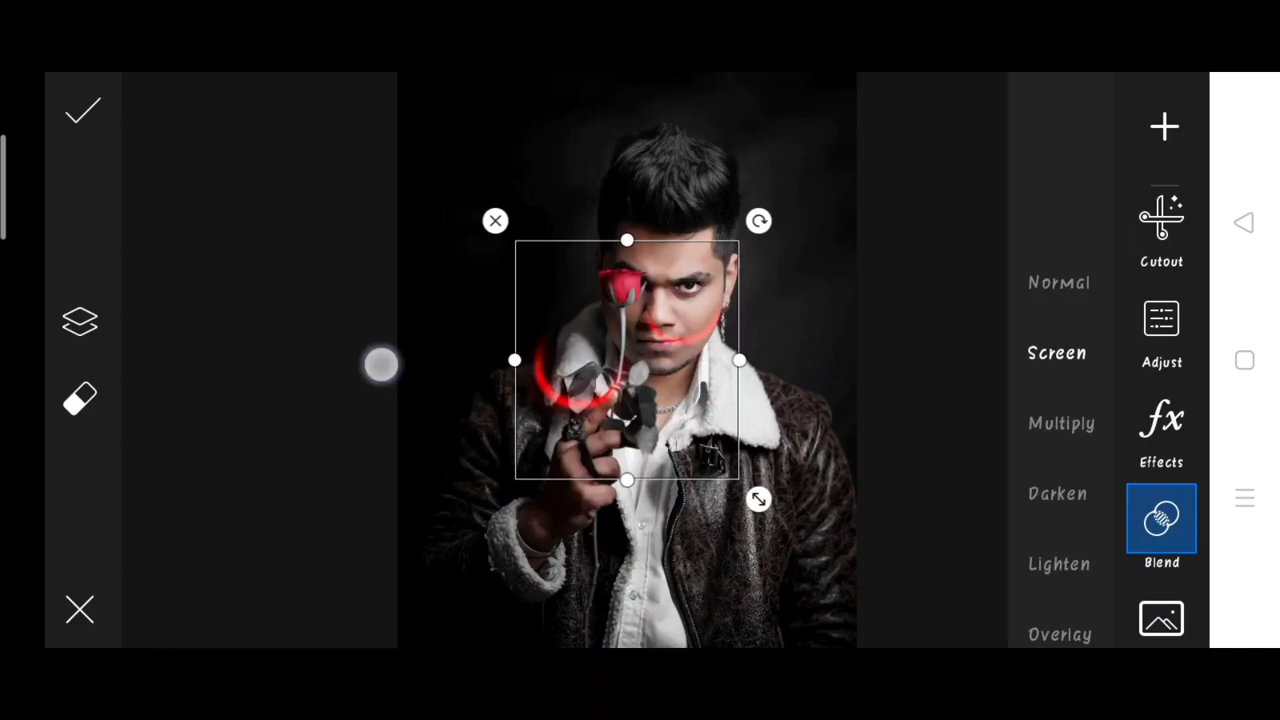 Cutout
Normal
Screen
Adjust
Multiply
fx
Effects
Darken
Lighten
Blend
Overlay